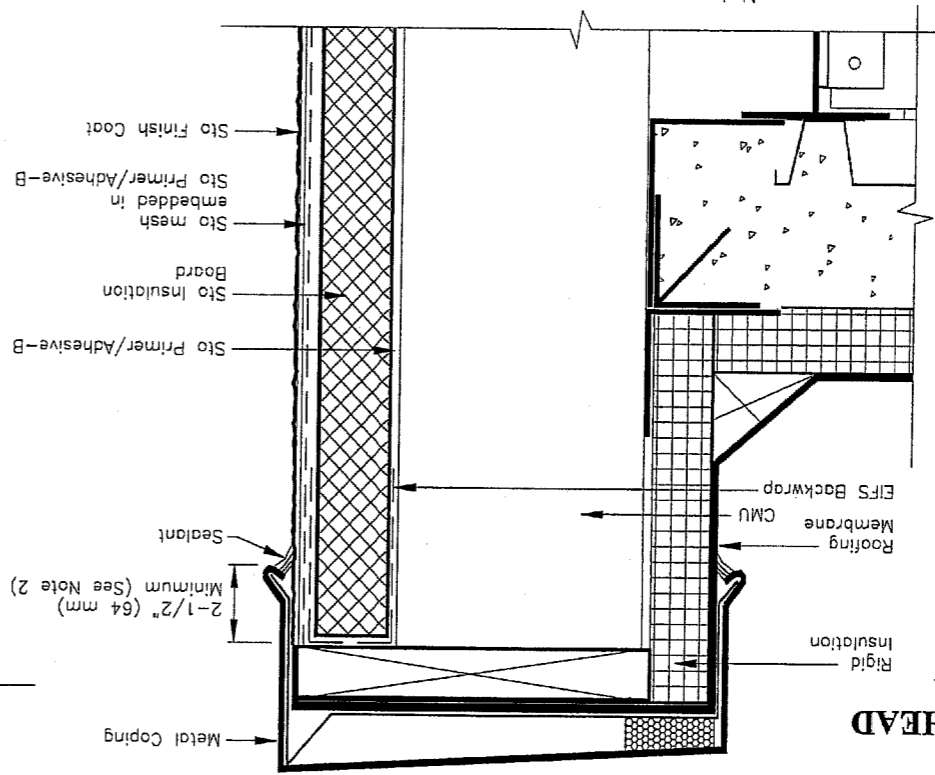 HEAD
Metal Coping
Rigid
Insulation
2-1/2" (64 mm)
Minimum (See Note 2)
Sealant
Roofing
Membrane
CMU
EIFS Backwrap
Sto Primer/Adhesive-B
Sto Insulation
Board
Sto mesh
embedded in
Sto Primer/Adhesive-B
Sto Finish Coat